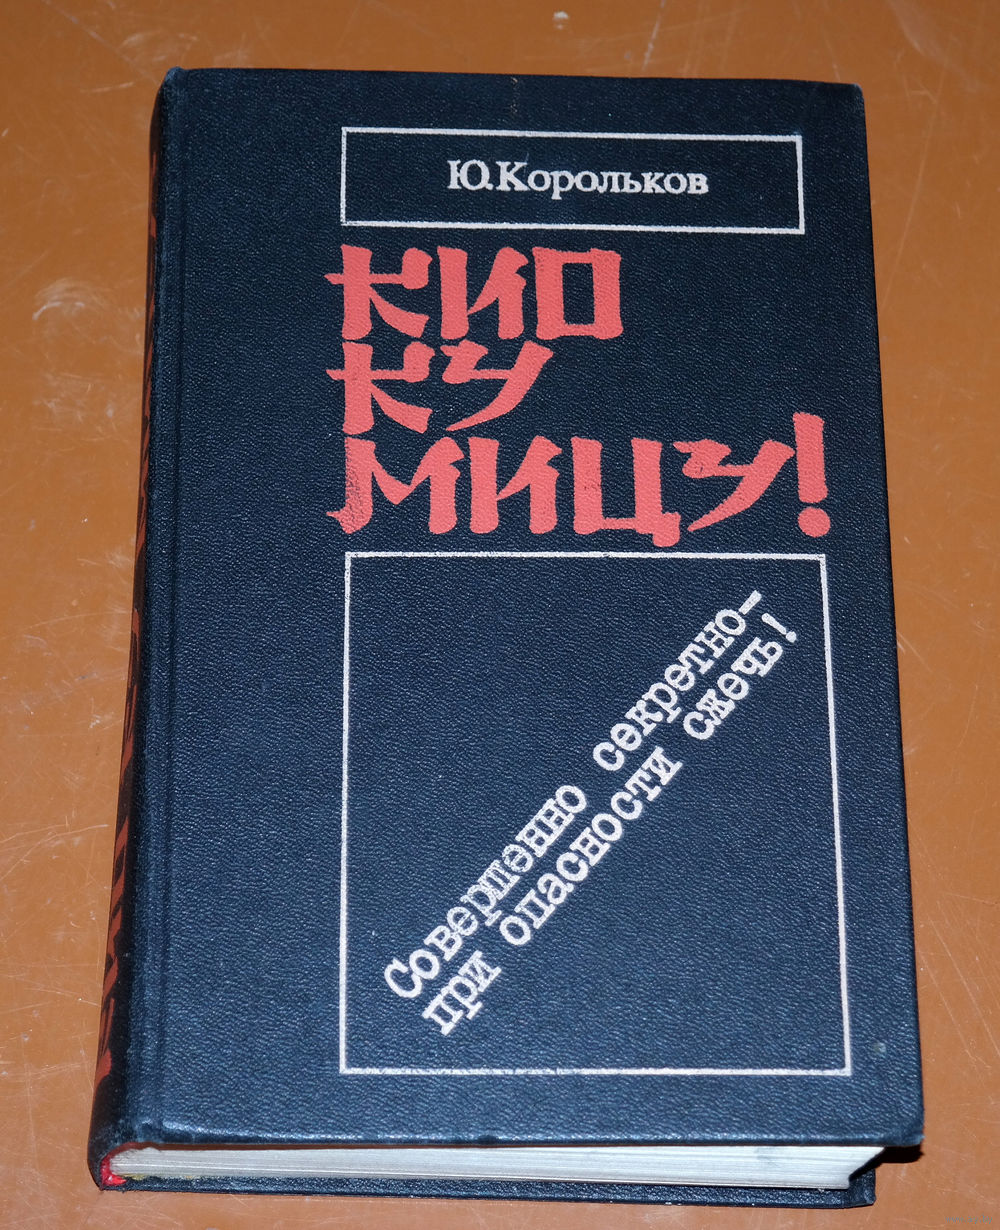 Ю.Корольков
КИО
КУ
МИЦУ!
Совершенно секретно—
при опасности сжечь!